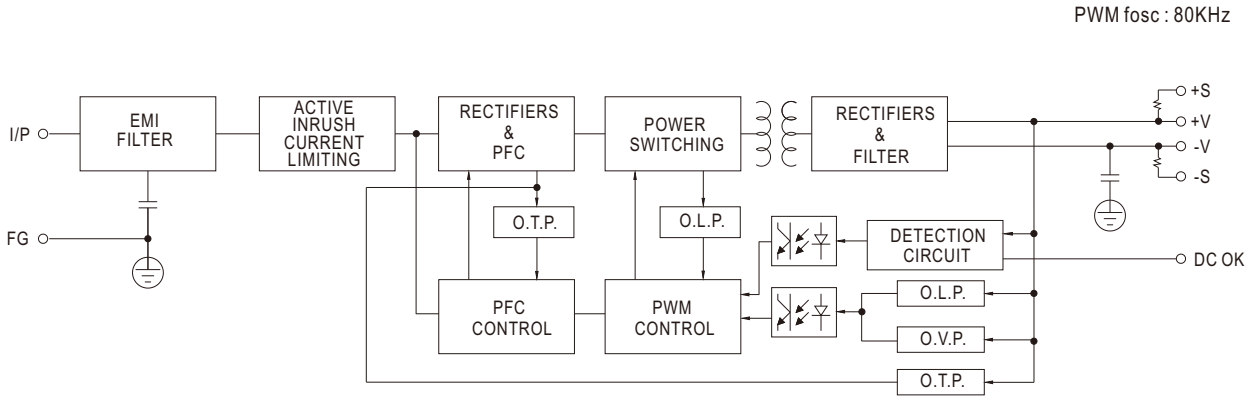 PWM fosc : 80KHz
I/P
EMI
FILTER
ACTIVE
INRUSH
CURRENT
LIMITING
RECTIFIERS
&
PFC
POWER
SWITCHING
RECTIFIERS
&
FILTER
+S
+V
-V
-S
FG
O.T.P.
O.L.P.
DETECTION
CIRCUIT
DC OK
PFC
CONTROL
PWM
CONTROL
O.L.P.
O.V.P.
O.T.P.